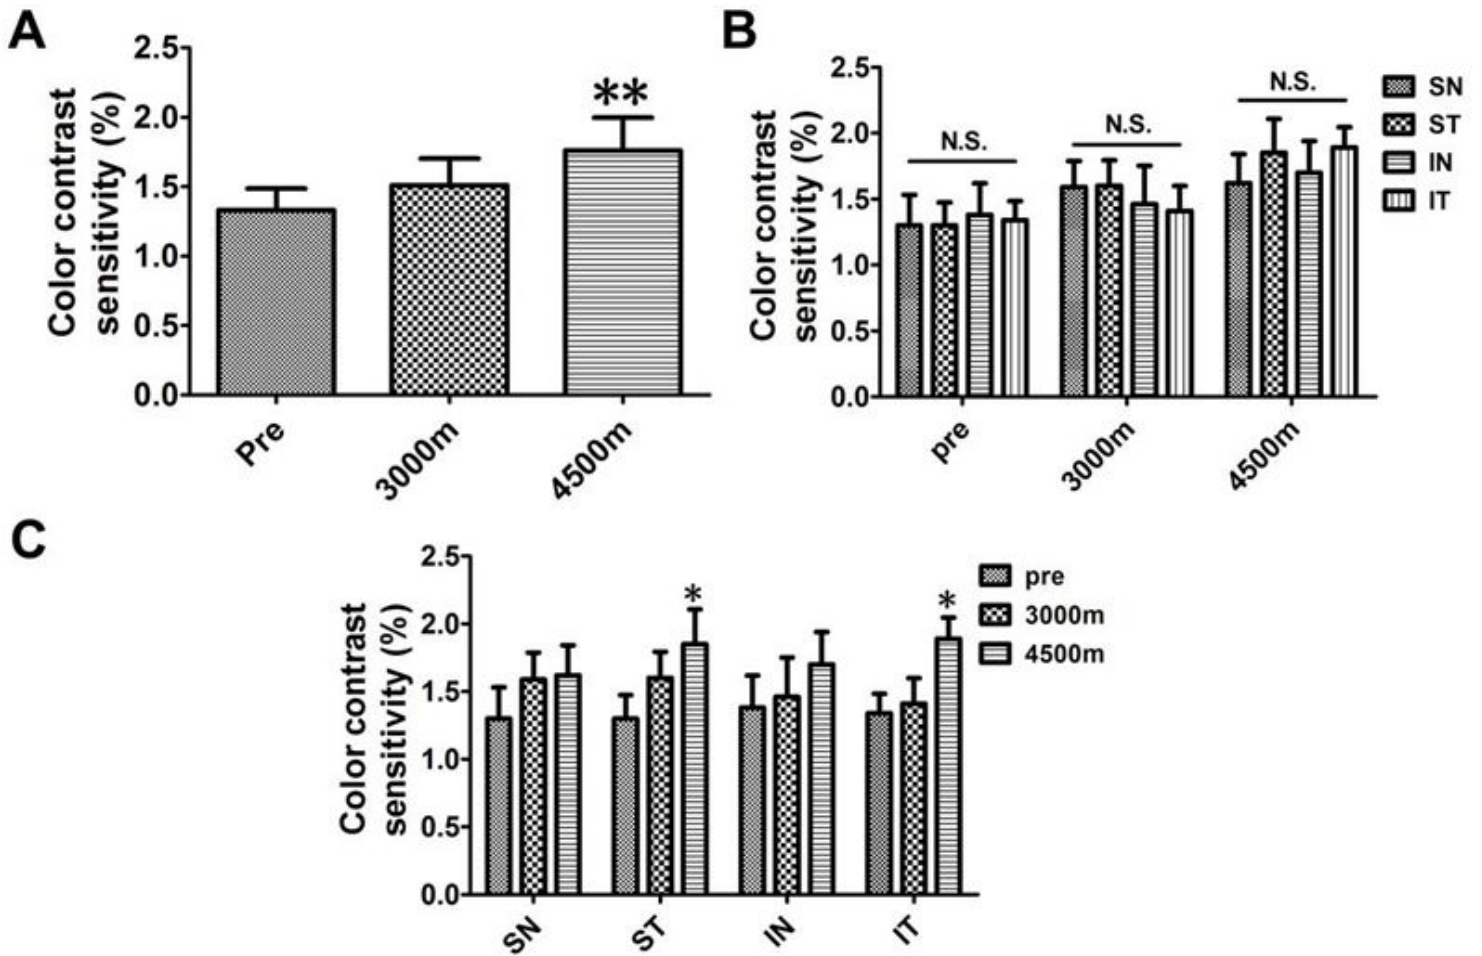 A
Color contrast
sensitivity (%)
2.5
2.0
1.5
1.0
0.5
0.0
**
Pre
3000m
4500m
B
Color contrast
sensitivity (%)
2.5
2.0
1.5
1.0
0.5
0.0
N.S.
N.S.
N.S.
pre
3000m
4500m
SN
ST
IN
IT
C
Color contrast
sensitivity (%)
2.5
2.0
1.5
1.0
0.5
0.0
*
*
SN
ST
IN
IT
pre
3000m
4500m